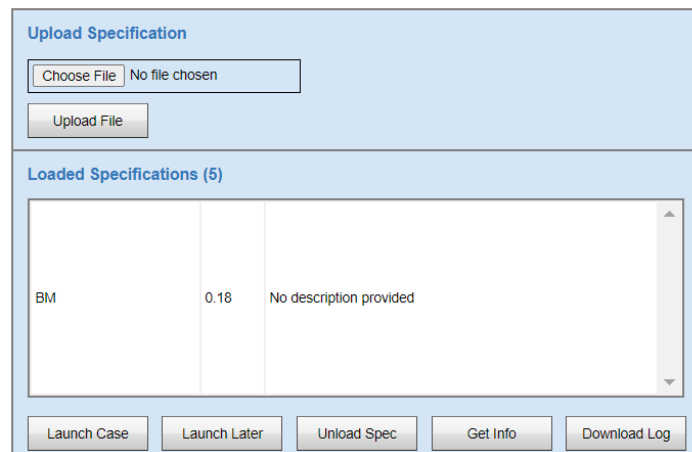 Upload Specification
Choose File No file chosen
Upload File
Loaded Specifications (5)
BM 0.18 No description provided
Launch Case Launch Later Unload Spec Get Info Download Log